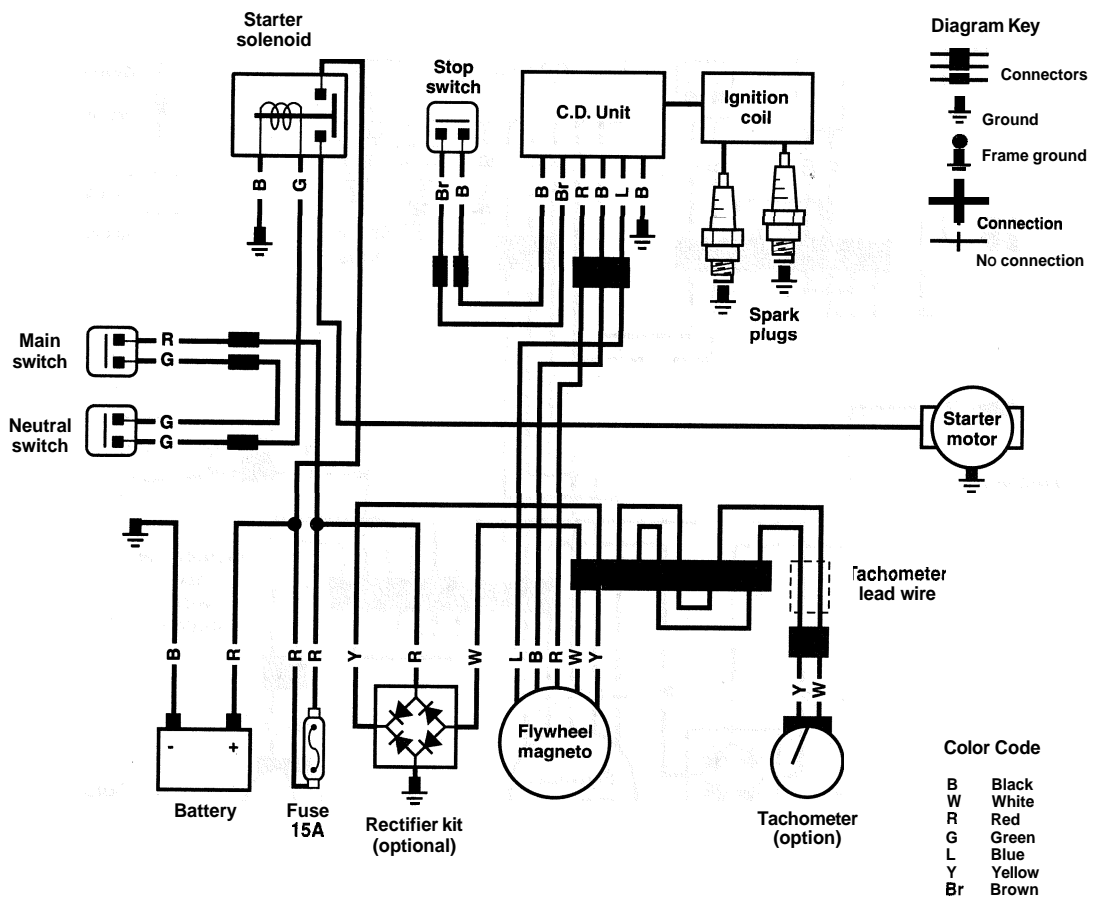 Starter
solenoid
Stop
switch
C.D. Unit
Ignition
coil
Diagram Key
Connectors
Ground
Frame ground
Connection
No connection
B
G
Br
B
B
Br
R
B
L
B
Spark
plugs
Main
switch
R
G
Neutral
switch
G
G
Starter
motor
Tachometer
lead wire
B
R
R
R
Y
R
W
L
B
R
W
Y
Y
W
-
+
Battery
Fuse
15A
Rectifier kit
(optional)
Flywheel
magneto
Tachometer
(option)
Color Code
B Black
W White
R Red
G Green
L Blue
Y Yellow
Br Brown